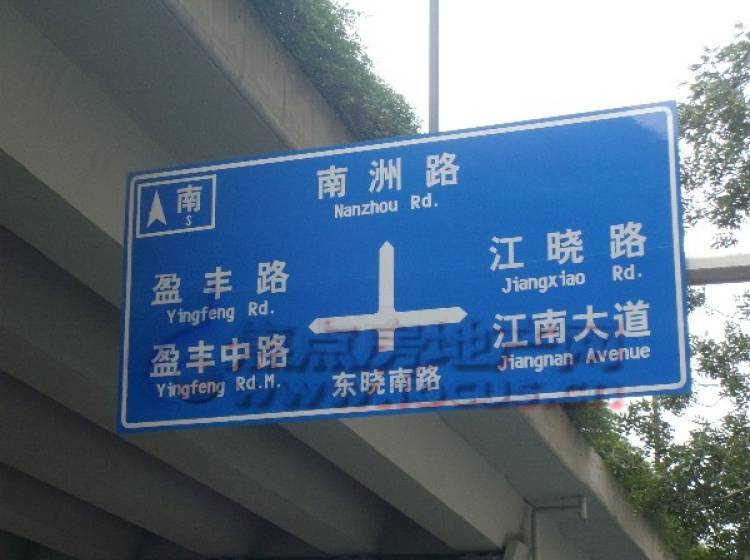 南
S
南洲路
Nanzhou Rd.
盈丰路
Yingfeng Rd.
江晓路
Jiangxiao Rd.
盈丰中路
Yingfeng Rd.M.
江南大道
Jiangnan Avenue
东晓南路